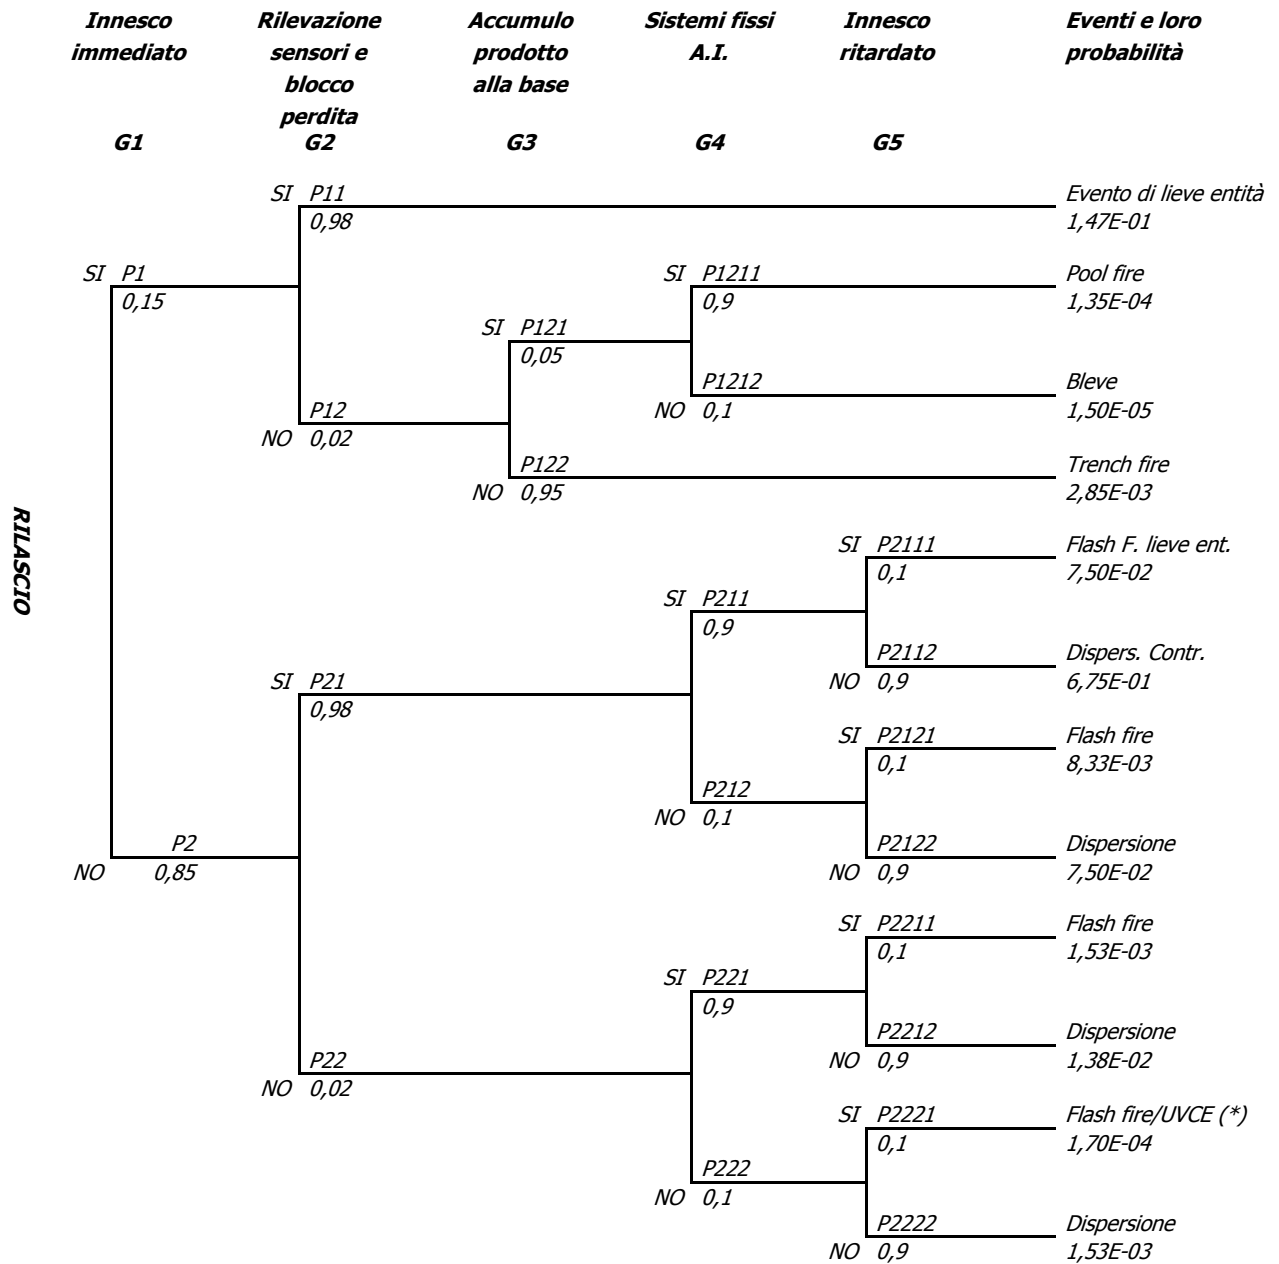 Innesco
immediato
Rilevazione
sensori e
blocco
perdita
Accumulo
prodotto
alla base
Sistemi fissi
A.I.
Innesco
ritardato
Eventi e loro
probabilità
G1
G2
G3
G4
G5
SI P11
0,98
Evento di lieve entità
1,47E-01
SI P1
0,15
SI P1211
0,9
Pool fire
1,35E-04
SI P121
0,05
P1212
NO 0,1
Bleve
1,50E-05
P12
NO 0,02
P122
NO 0,95
Trench fire
2,85E-03
RILASCIO
SI P2111
0,1
Flash F. lieve ent.
7,50E-02
SI P211
0,9
P2112
NO 0,9
Dispers. Contr.
6,75E-01
SI P21
0,98
SI P2121
0,1
Flash fire
8,33E-03
P212
NO 0,1
P2
NO 0,85
P2122
NO 0,9
Dispersione
7,50E-02
SI P2211
0,1
Flash fire
1,53E-03
SI P221
0,9
P2212
NO 0,9
Dispersione
1,38E-02
P22
NO 0,02
SI P2221
0,1
Flash fire/UVCE (*)
1,70E-04
P222
NO 0,1
P2222
NO 0,9
Dispersione
1,53E-03